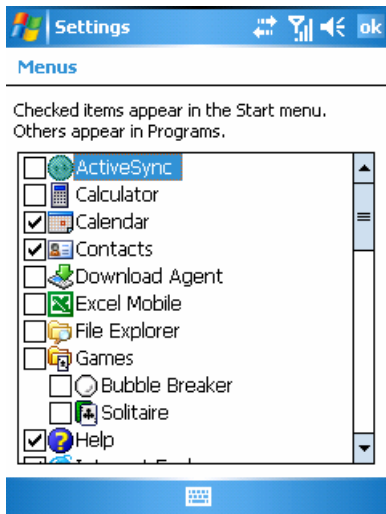 Settings
ok
Menus
Checked items appear in the Start menu.
Others appear in Programs.
ActiveSync
Calculator
Calendar
Contacts
Download Agent
Excel Mobile
File Explorer
Games
Bubble Breaker
Solitaire
Help